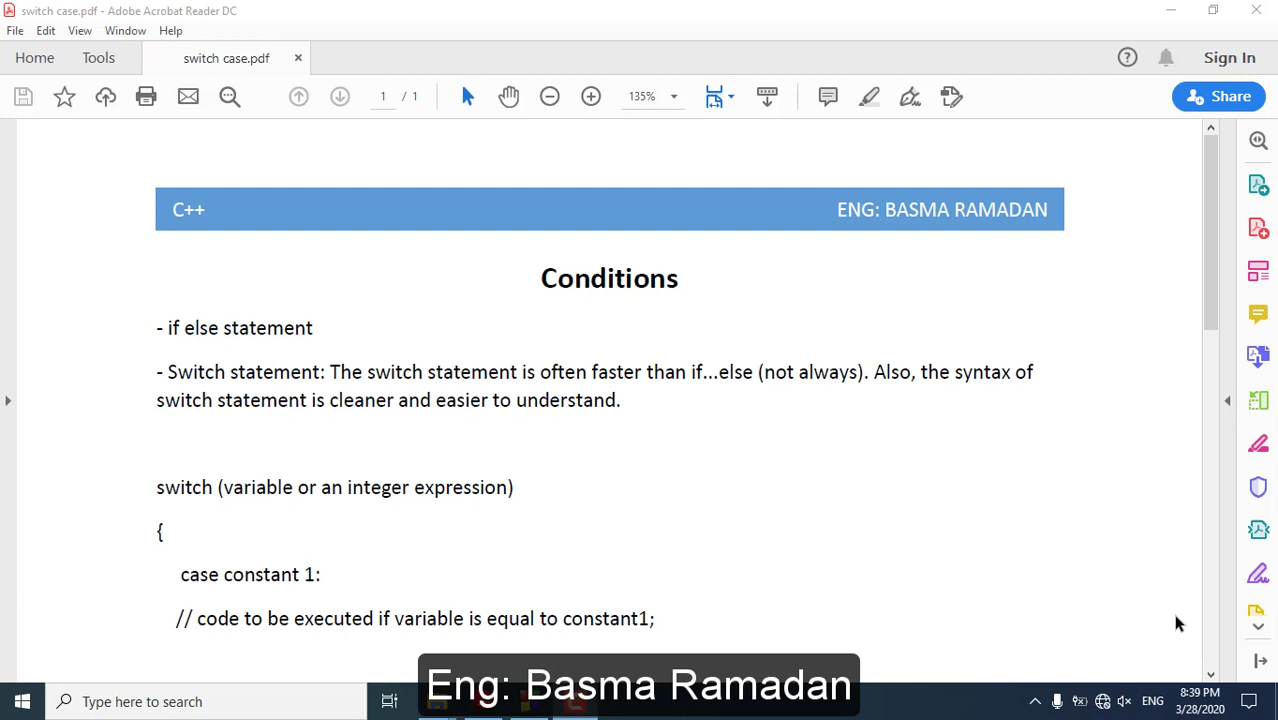 switch case.pdf - Adobe Acrobat Reader DC
File Edit View Window Help
Home Tools switch case.pdf Sign In
1 / 1 135% Share
C++ ENG: BASMA RAMADAN
Conditions
- if else statement
- Switch statement: The switch statement is often faster than if...else (not always). Also, the syntax of
switch statement is cleaner and easier to understand.
switch (variable or an integer expression)
{
case constant 1:
// code to be executed if variable is equal to constant1;
Eng: Basma Ramadan
Type here to search
ENG
8:39 PM
3/28/2020